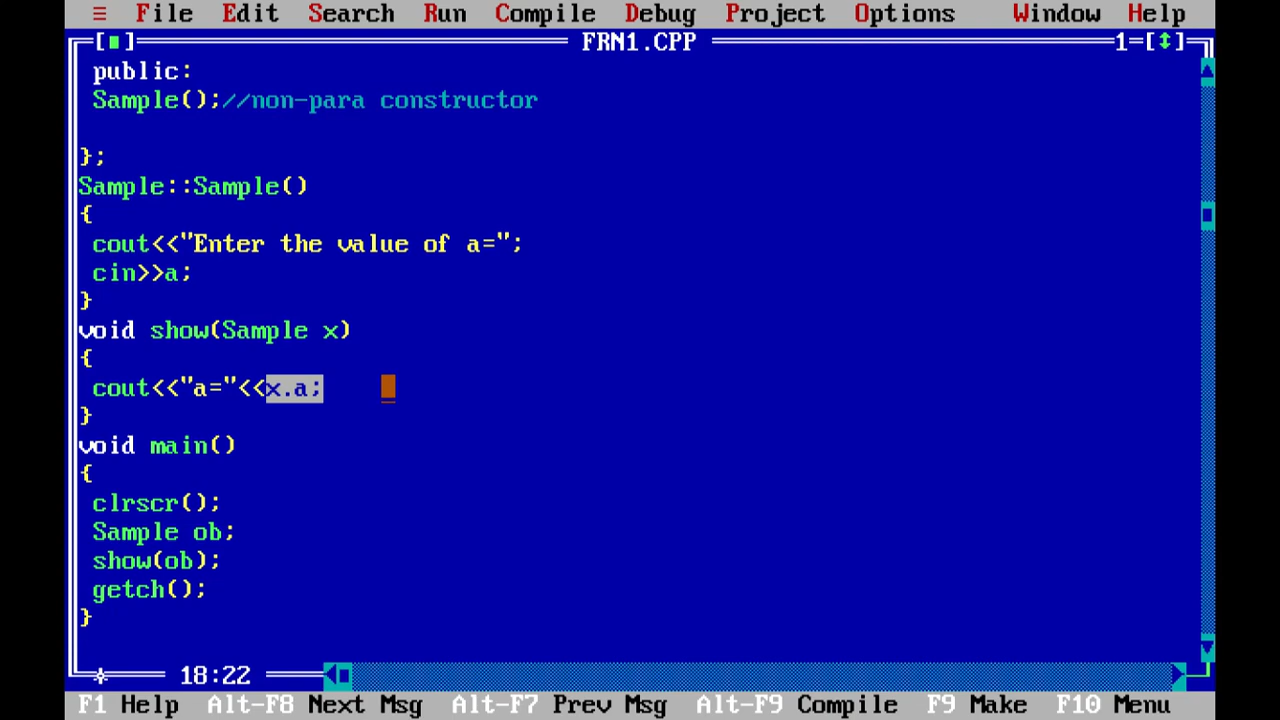 ≡ File Edit Search Run Compile Debug Project Options Window Help
[■] FRN1.CPP 1=[↕]
public:
Sample();//non-para constructor
};
Sample::Sample()
{
cout<<"Enter the value of a=";
cin>>a;
}
void show(Sample x)
{
cout<<"a="<<x.a;
}
void main()
{
clrscr();
Sample ob;
show(ob);
getch();
}
18:22
F1 Help Alt-F8 Next Msg Alt-F7 Prev Msg Alt-F9 Compile F9 Make F10 Menu